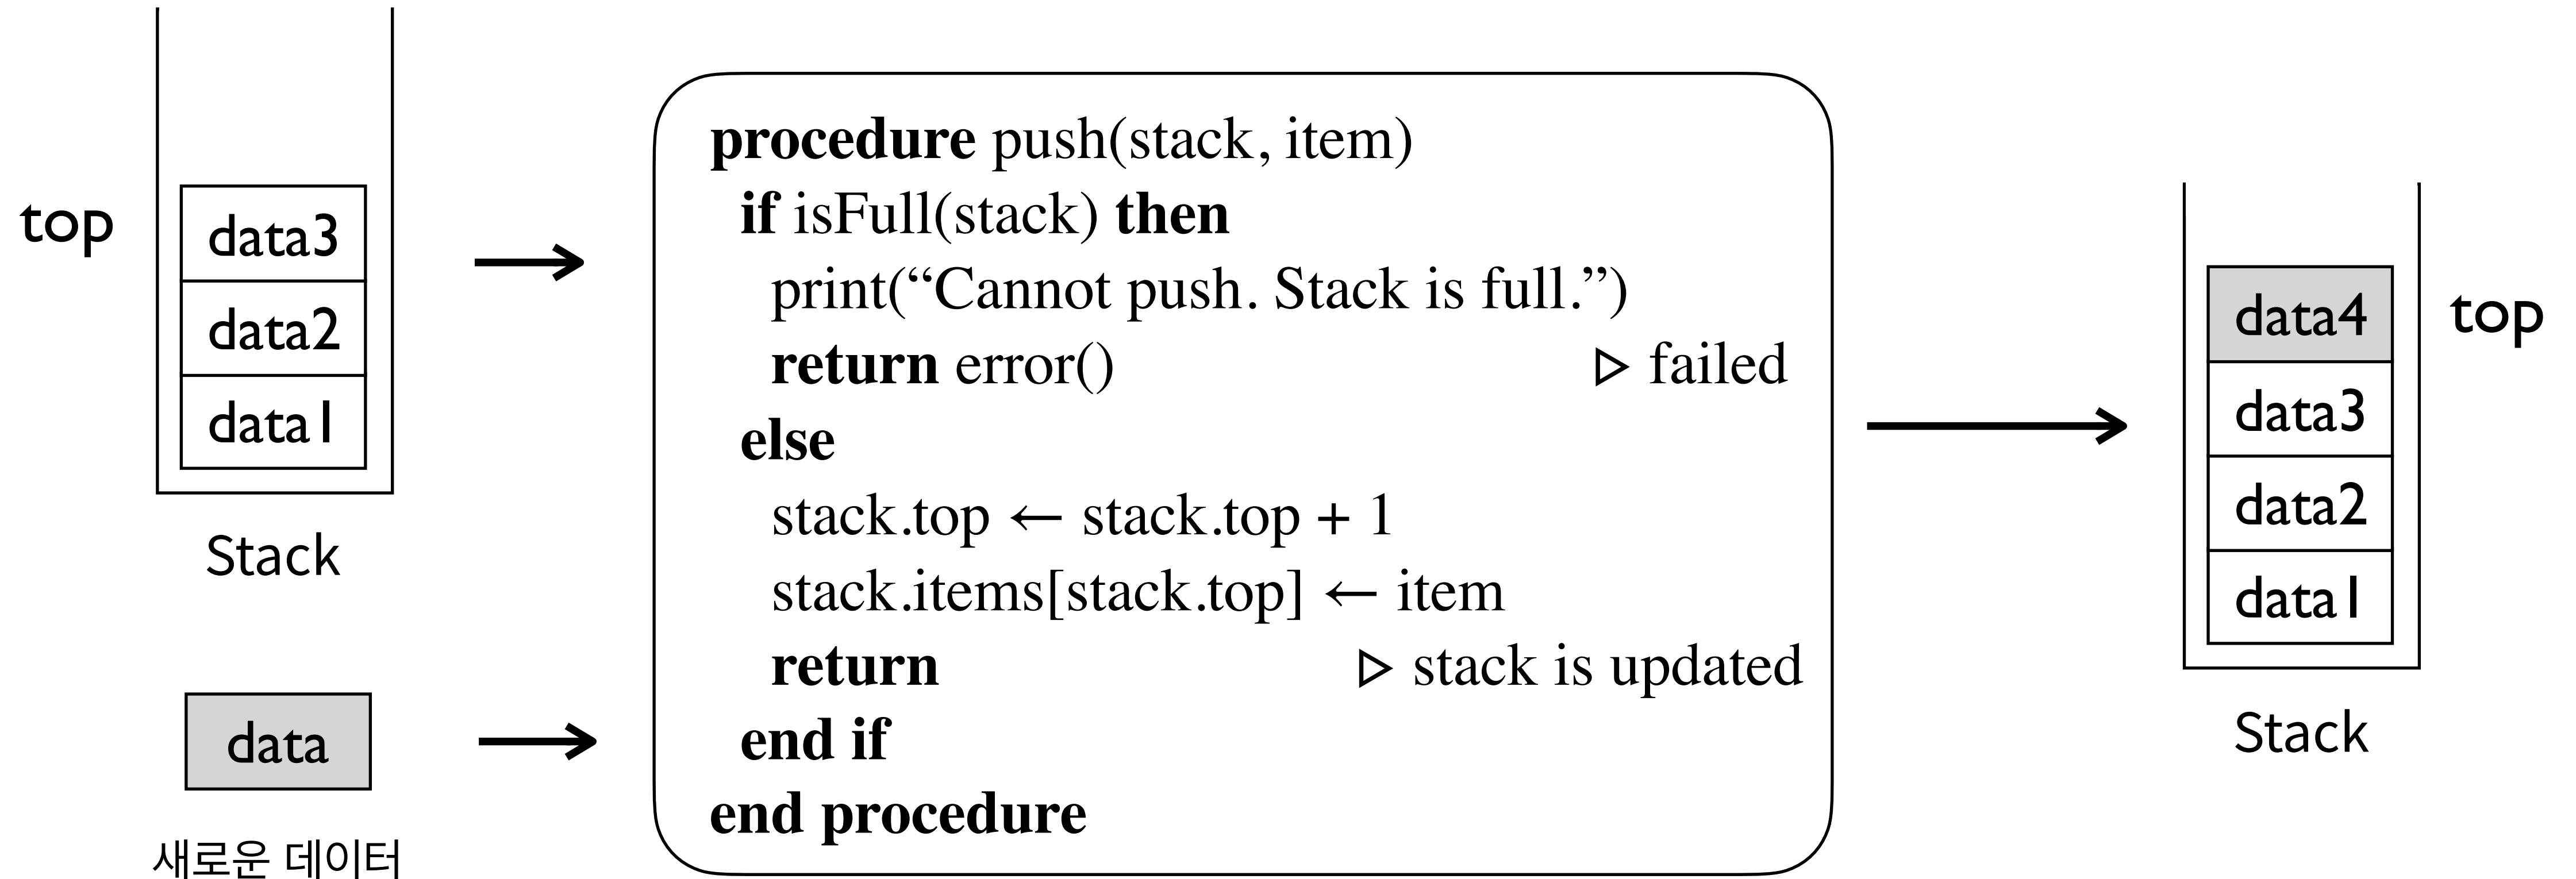 top
data3
data2
data1
Stack
data
새로운 데이터
procedure push(stack, item)
if isFull(stack) then
print(“Cannot push. Stack is full.”)
return error() ▷ failed
else
stack.top ← stack.top + 1
stack.items[stack.top] ← item
return ▷ stack is updated
end if
end procedure
data4
top
data3
data2
data1
Stack